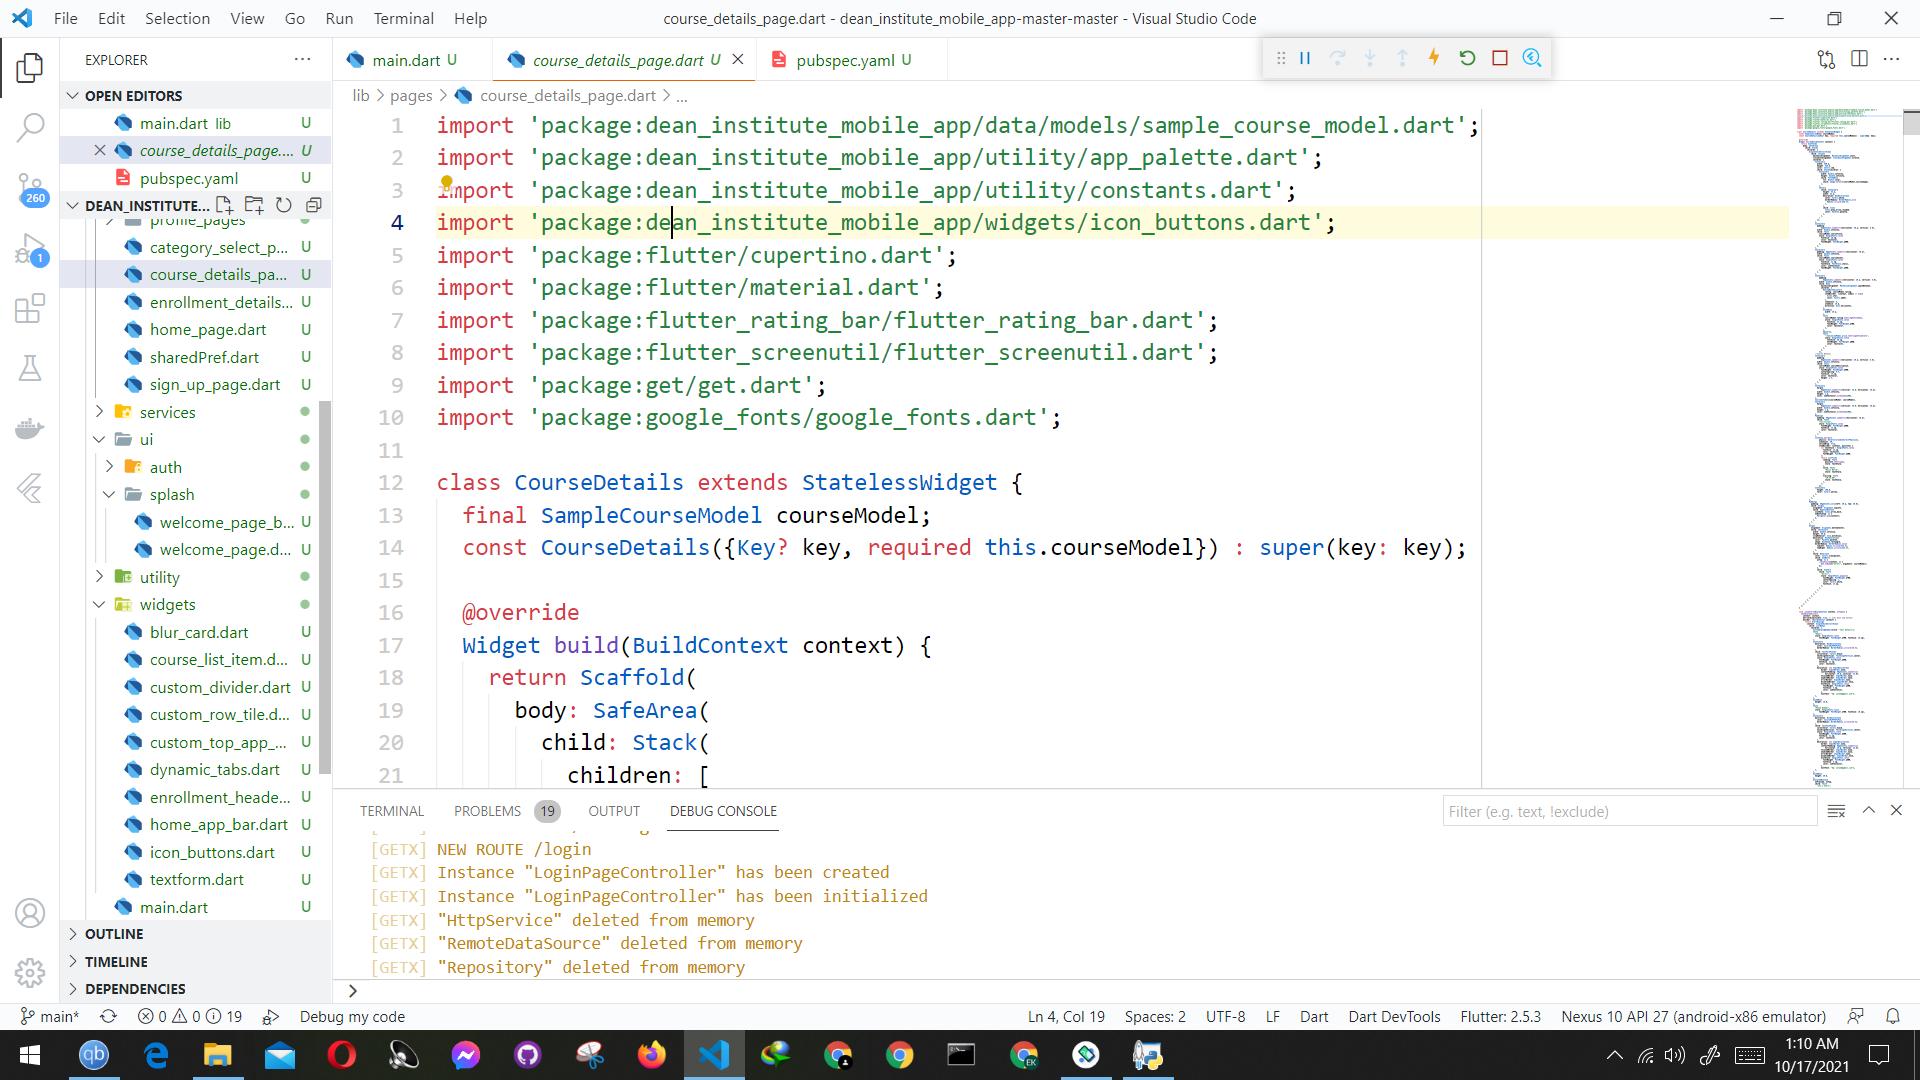 File Edit Selection View Go Run Terminal Help
course_details_page.dart - dean_institute_mobile_app-master-master - Visual Studio Code
EXPLORER
OPEN EDITORS
main.dart lib U
course_details_page.... U
pubspec.yaml U
DEAN_INSTITUTE...
profile_pages
category_select_p... U
course_details_pa... U
enrollment_details... U
home_page.dart U
sharedPref.dart U
sign_up_page.dart U
services
ui
auth
splash
welcome_page_b... U
welcome_page.d... U
utility
widgets
blur_card.dart U
course_list_item.d... U
custom_divider.dart U
custom_row_tile.d... U
custom_top_app_... U
dynamic_tabs.dart U
enrollment_heade... U
home_app_bar.dart U
icon_buttons.dart U
textform.dart U
main.dart U
OUTLINE
TIMELINE
DEPENDENCIES
260
1
main.dart U course_details_page.dart U pubspec.yaml U
lib > pages > course_details_page.dart > ...
1 import 'package:dean_institute_mobile_app/data/models/sample_course_model.dart';
2 import 'package:dean_institute_mobile_app/utility/app_palette.dart';
3 import 'package:dean_institute_mobile_app/utility/constants.dart';
4 import 'package:dean_institute_mobile_app/widgets/icon_buttons.dart';
5 import 'package:flutter/cupertino.dart';
6 import 'package:flutter/material.dart';
7 import 'package:flutter_rating_bar/flutter_rating_bar.dart';
8 import 'package:flutter_screenutil/flutter_screenutil.dart';
9 import 'package:get/get.dart';
10 import 'package:google_fonts/google_fonts.dart';
11
12 class CourseDetails extends StatelessWidget {
13 final SampleCourseModel courseModel;
14 const CourseDetails({Key? key, required this.courseModel}) : super(key: key);
15
16 @override
17 Widget build(BuildContext context) {
18 return Scaffold(
19 body: SafeArea(
20 child: Stack(
21 children: [
TERMINAL PROBLEMS 19 OUTPUT DEBUG CONSOLE Filter (e.g. text, !exclude)
[GETX] NEW ROUTE /login
[GETX] Instance "LoginPageController" has been created
[GETX] Instance "LoginPageController" has been initialized
[GETX] "HttpService" deleted from memory
[GETX] "RemoteDataSource" deleted from memory
[GETX] "Repository" deleted from memory
>
main* 0 0 19 Debug my code Ln 4, Col 19 Spaces: 2 UTF-8 LF Dart Dart DevTools Flutter: 2.5.3 Nexus 10 API 27 (android-x86 emulator)
qb
EK
1:10 AM
10/17/2021